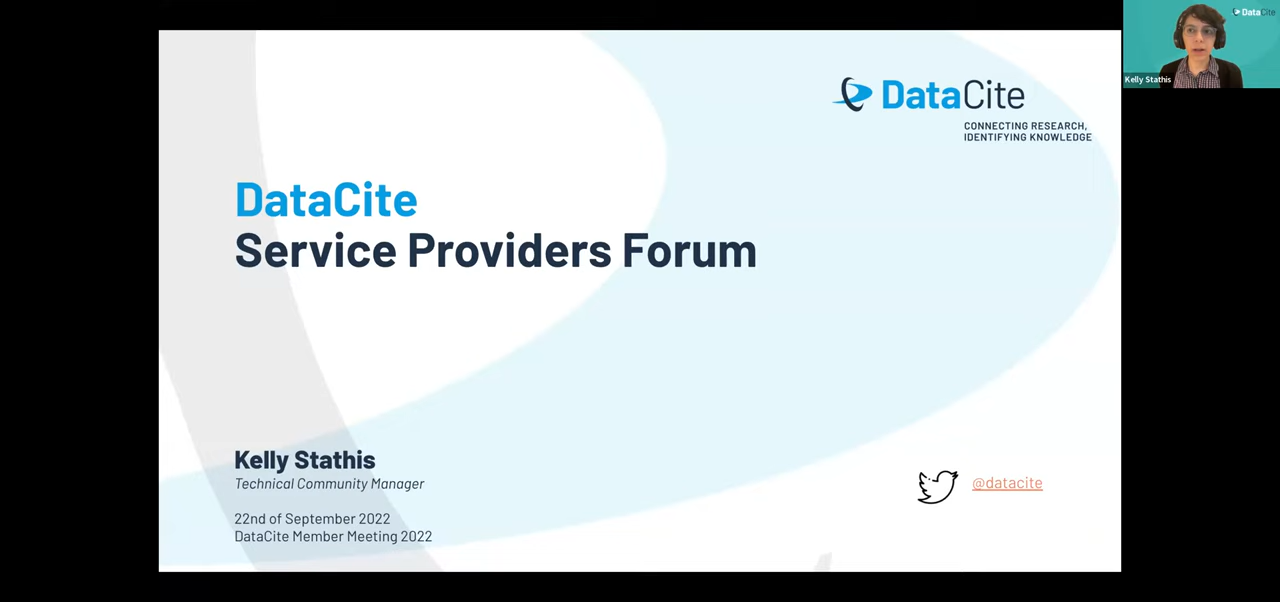 DataCite
CONNECTING RESEARCH,
IDENTIFYING KNOWLEDGE
DataCite
Service Providers Forum
Kelly Stathis
Technical Community Manager
22nd of September 2022
DataCite Member Meeting 2022
@datacite
DataCite
Kelly Stathis